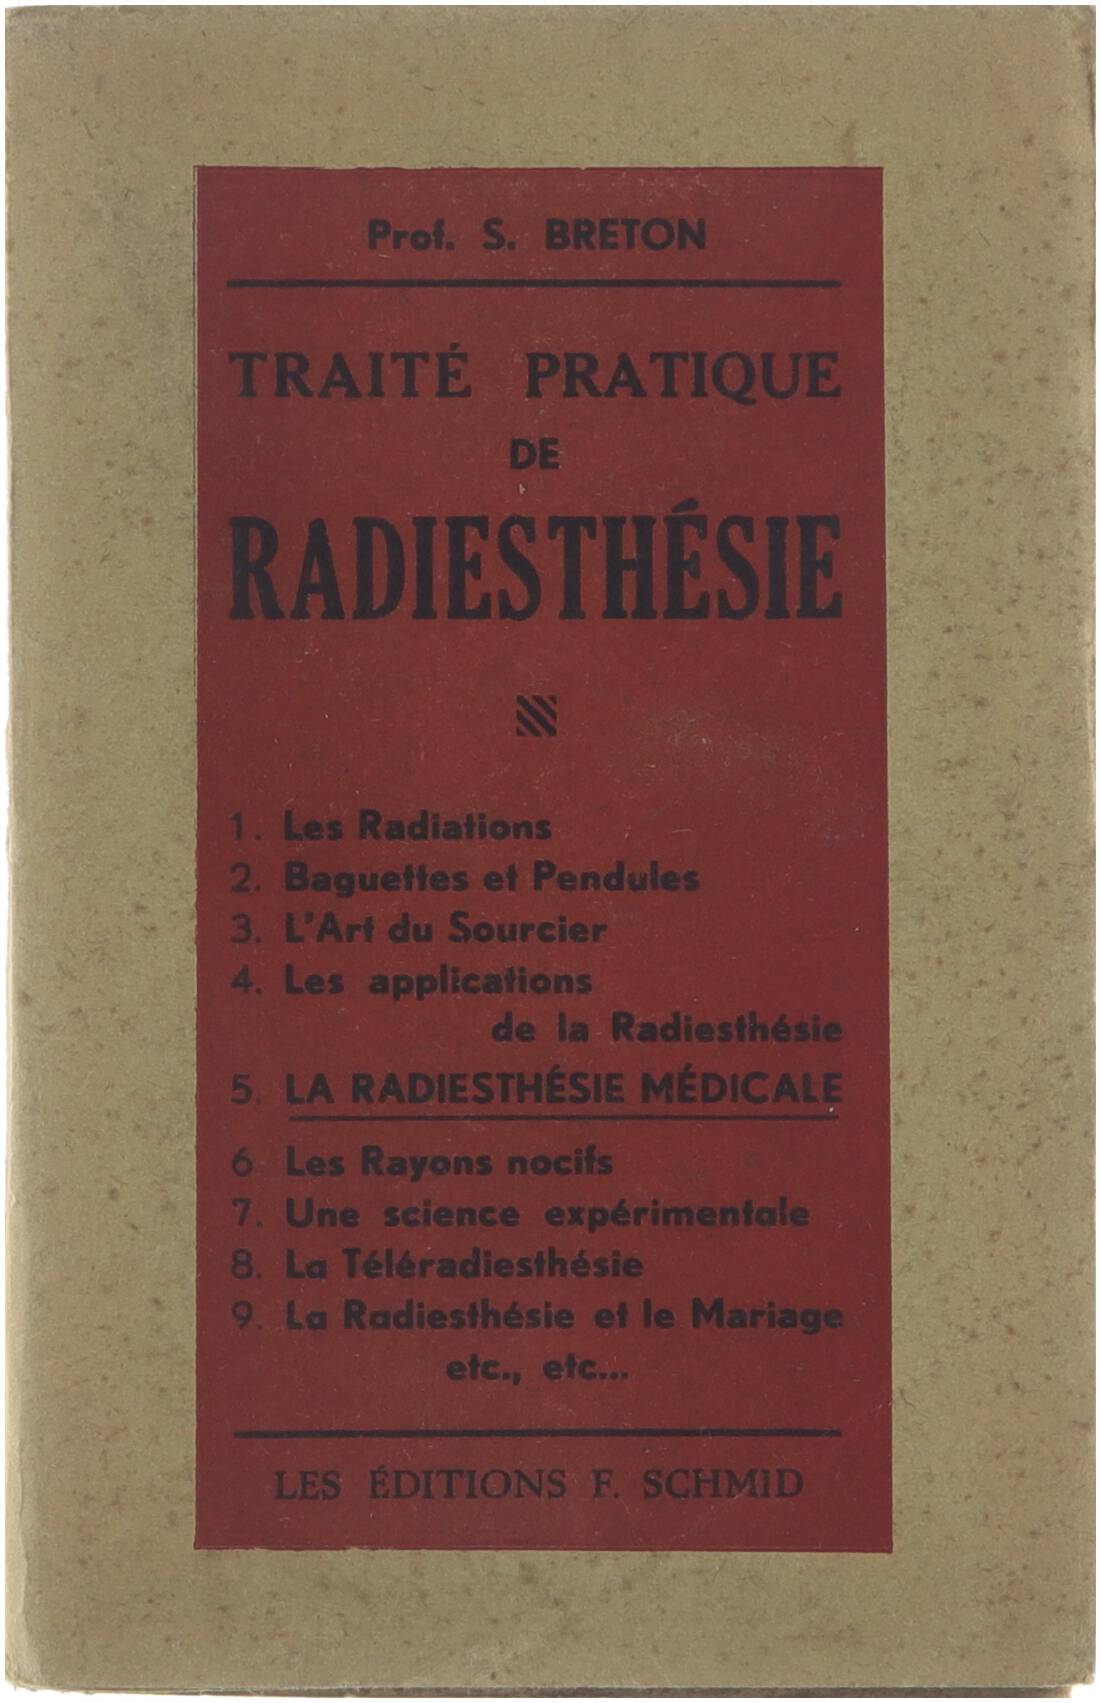 Prof. S. BRETON
TRAITÉ PRATIQUE
DE
RADIESTHÉSIE
1. Les Radiations
2. Baguettes et Pendules
3. L'Art du Sourcier
4. Les applications
de la Radiesthésie
5. LA RADIESTHÉSIE MÉDICALE
6 Les Rayons nocifs
7. Une science expérimentale
8. La Téléradiesthésie
9. La Radiesthésie et le Mariage
etc., etc...
LES ÉDITIONS F. SCHMID